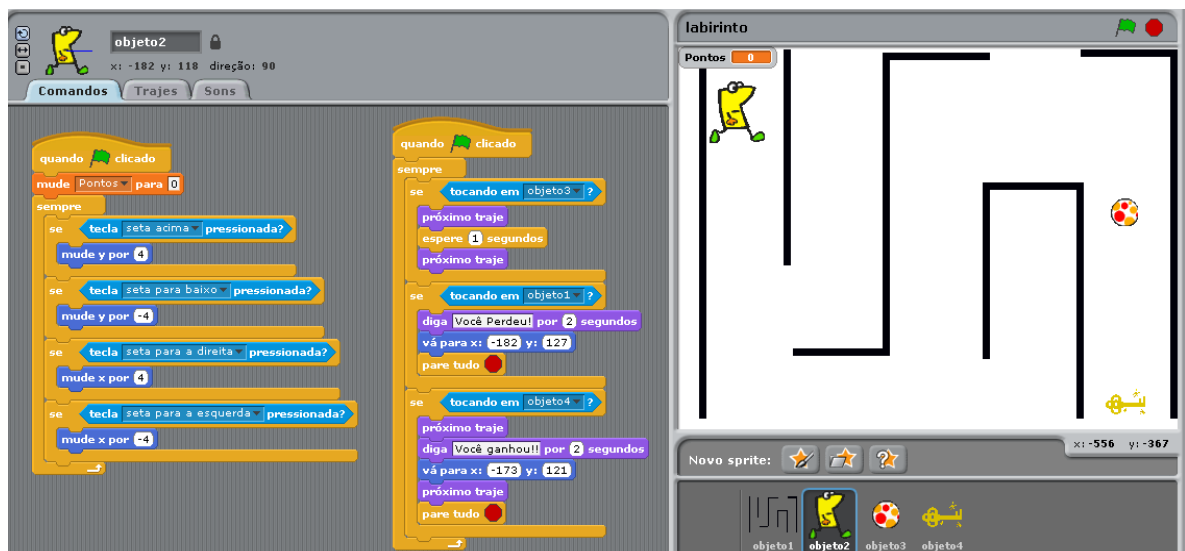 objeto2
x: -182 y: 118 direção: 90
Comandos
Trajes
Sons
quando clicado
mude Pontos para 0
sempre
se tecla seta acima pressionada?
mude y por 4
se tecla seta para baixo pressionada?
mude y por -4
se tecla seta para a direita pressionada?
mude x por 4
se tecla seta para a esquerda pressionada?
mude x por -4
quando clicado
sempre
se tocando em objeto3 ?
próximo traje
espere 1 segundos
próximo traje
se tocando em objeto1 ?
diga Você Perdeu! por 2 segundos
vá para x: -182 y: 127
pare tudo
se tocando em objeto4 ?
próximo traje
diga Você ganhou!! por 2 segundos
vá para x: -173 y: 121
próximo traje
pare tudo
labirinto
Pontos 0
x: -556 y: -367
Novo sprite:
objeto1
objeto2
objeto3
objeto4